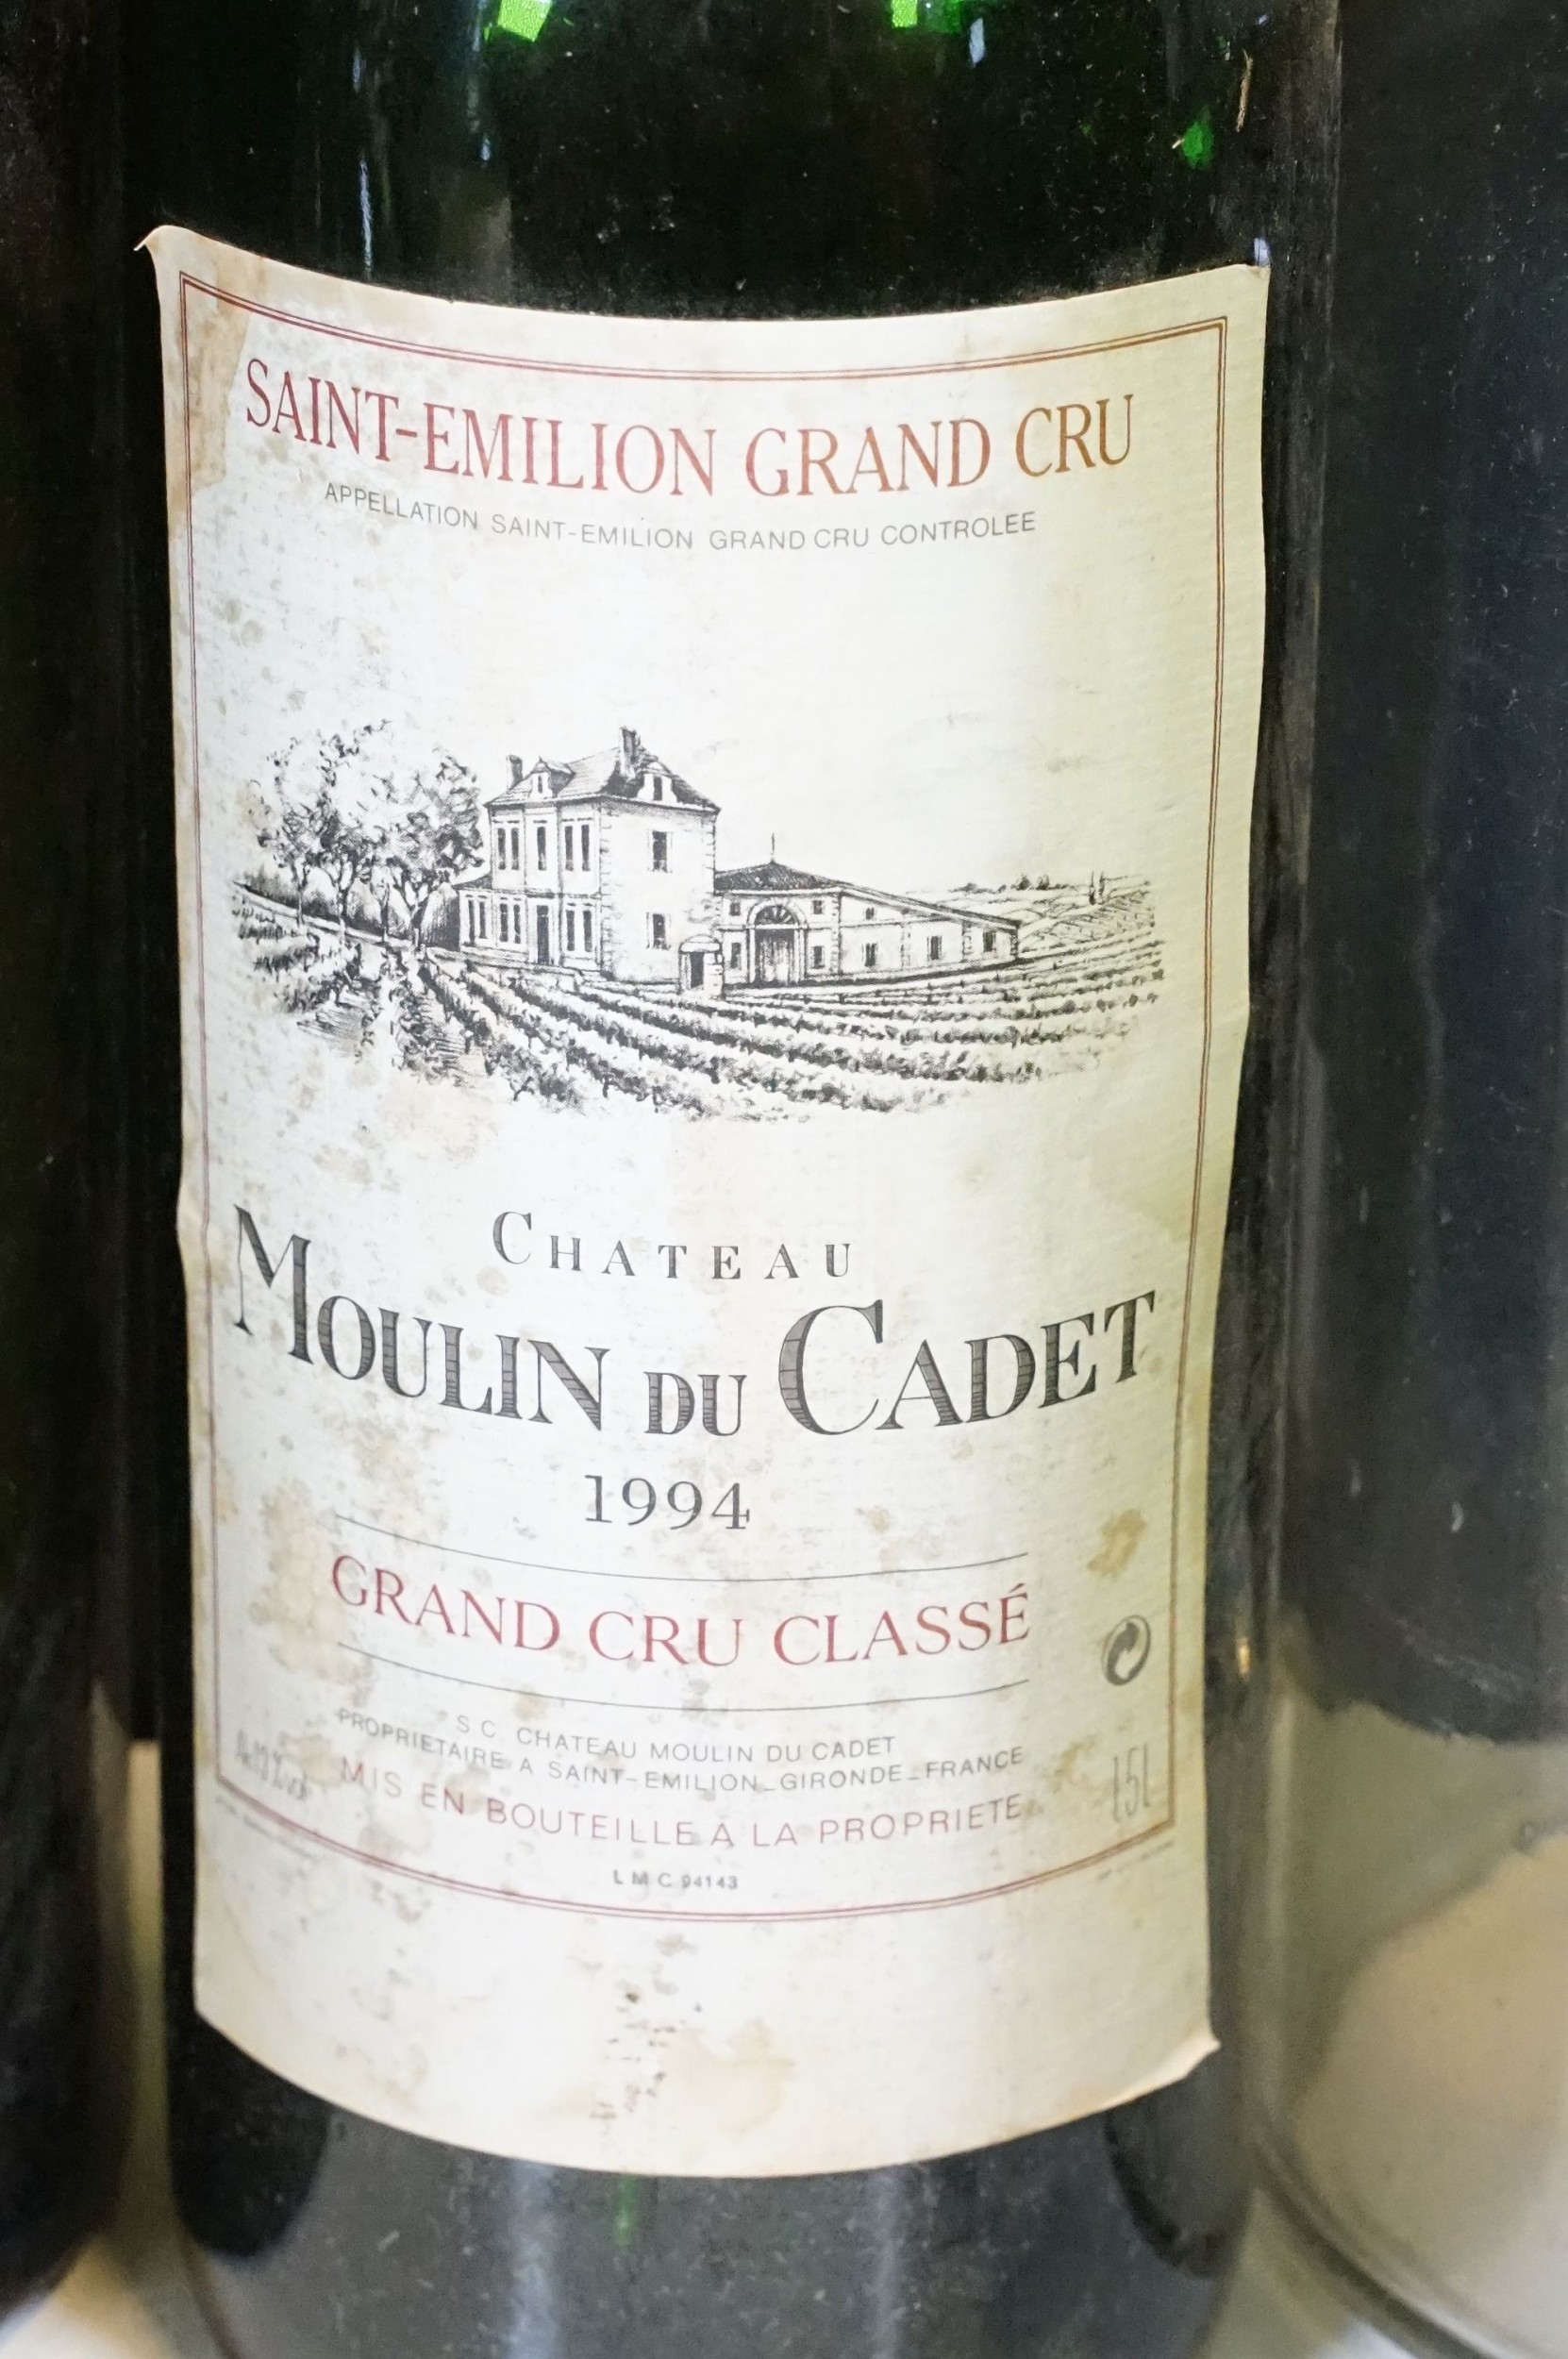 SAINT-EMILION GRAND CRU
APPELLATION SAINT-EMILION GRAND CRU CONTROLEE
CHATEAU
MOULIN DU CADET
1994
GRAND CRU CLASSÉ
S C CHATEAU MOULIN DU CADET
PROPRIETAIRE A SAINT-EMILION_GIRONDE_FRANCE
MIS EN BOUTEILLE A LA PROPRIETE
1,5 L
L M C 94143